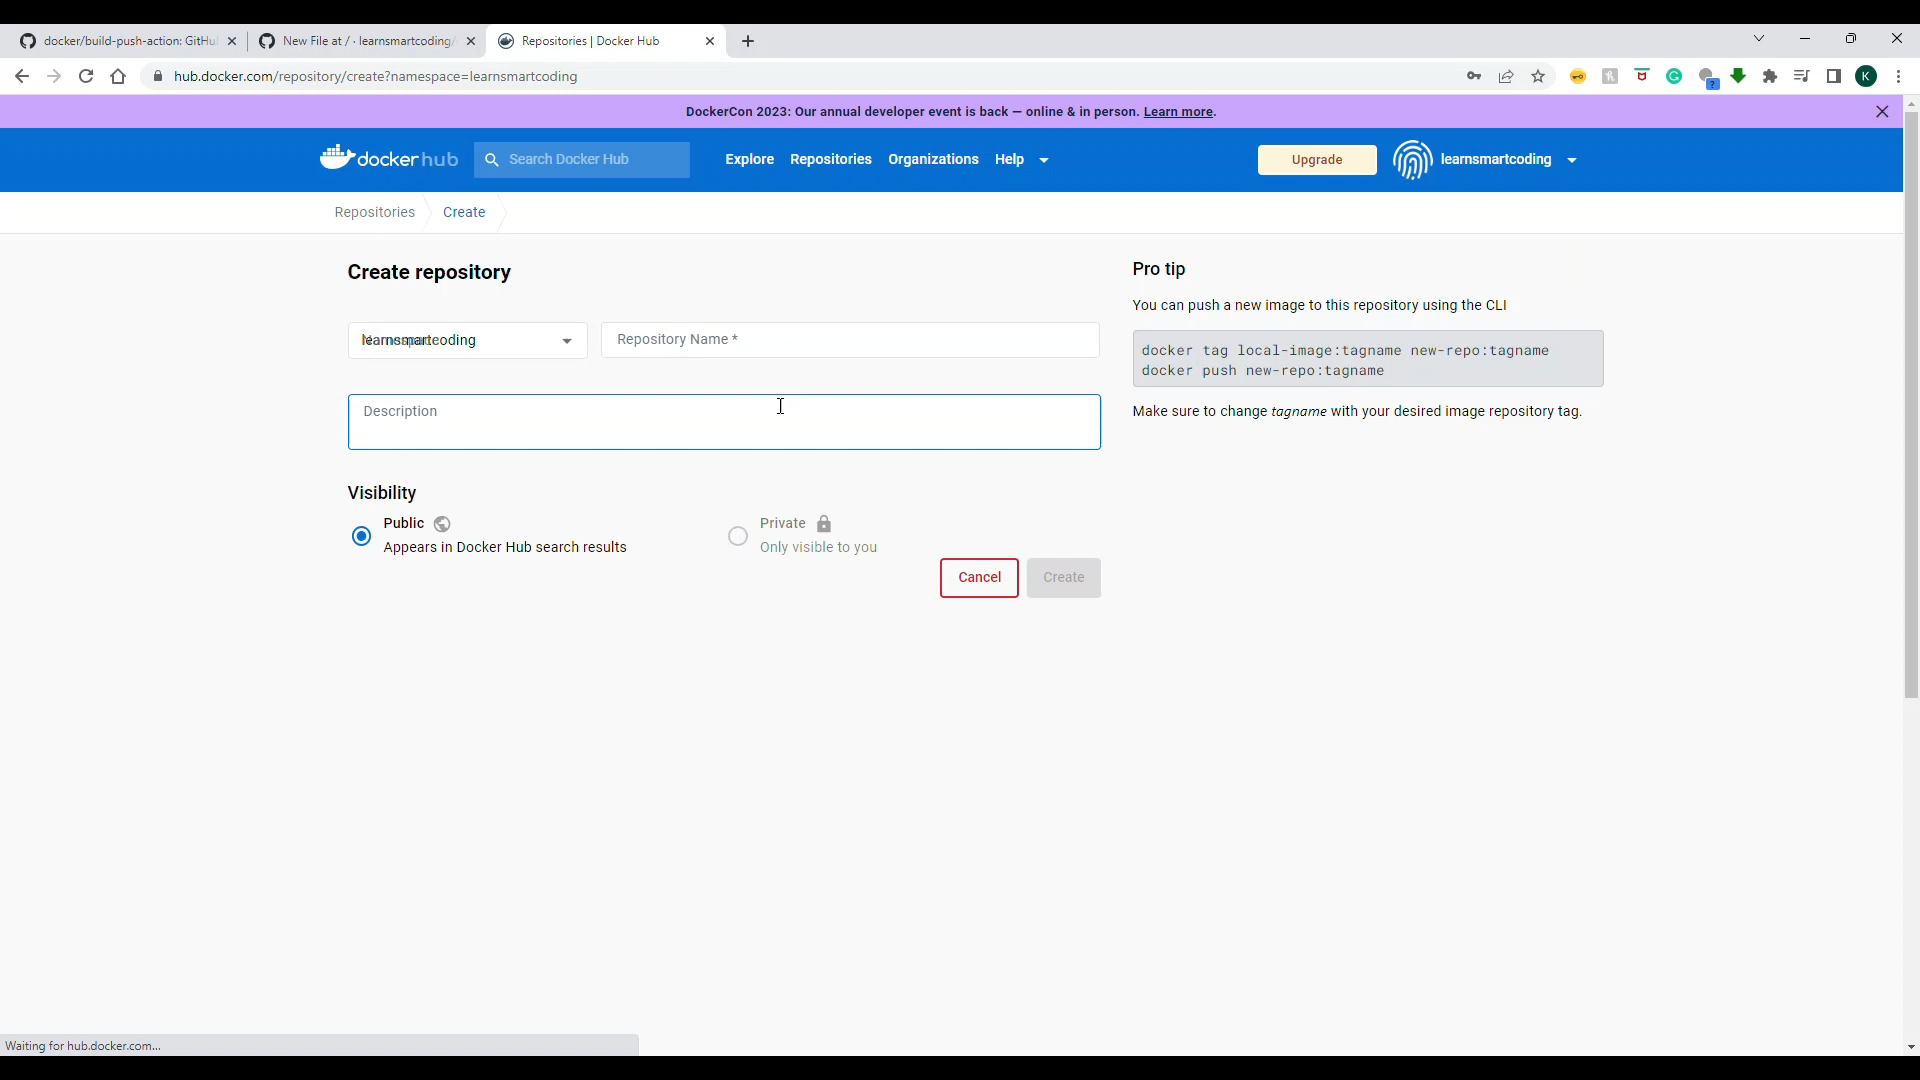 docker/build-push-action: GitHu
New File at / · learnsmartcoding/
Repositories | Docker Hub
hub.docker.com/repository/create?namespace=learnsmartcoding
K
DockerCon 2023: Our annual developer event is back — online & in person. Learn more.
dockerhub
Search Docker Hub
Explore
Repositories
Organizations
Help
Upgrade
learnsmartcoding
Repositories
Create
Create repository
learnsmartcoding
Repository Name *
Description
Visibility
Public
Appears in Docker Hub search results
Private
Only visible to you
Cancel
Create
Pro tip
You can push a new image to this repository using the CLI
docker tag local-image:tagname new-repo:tagname
docker push new-repo:tagname
Make sure to change tagname with your desired image repository tag.
Waiting for hub.docker.com...